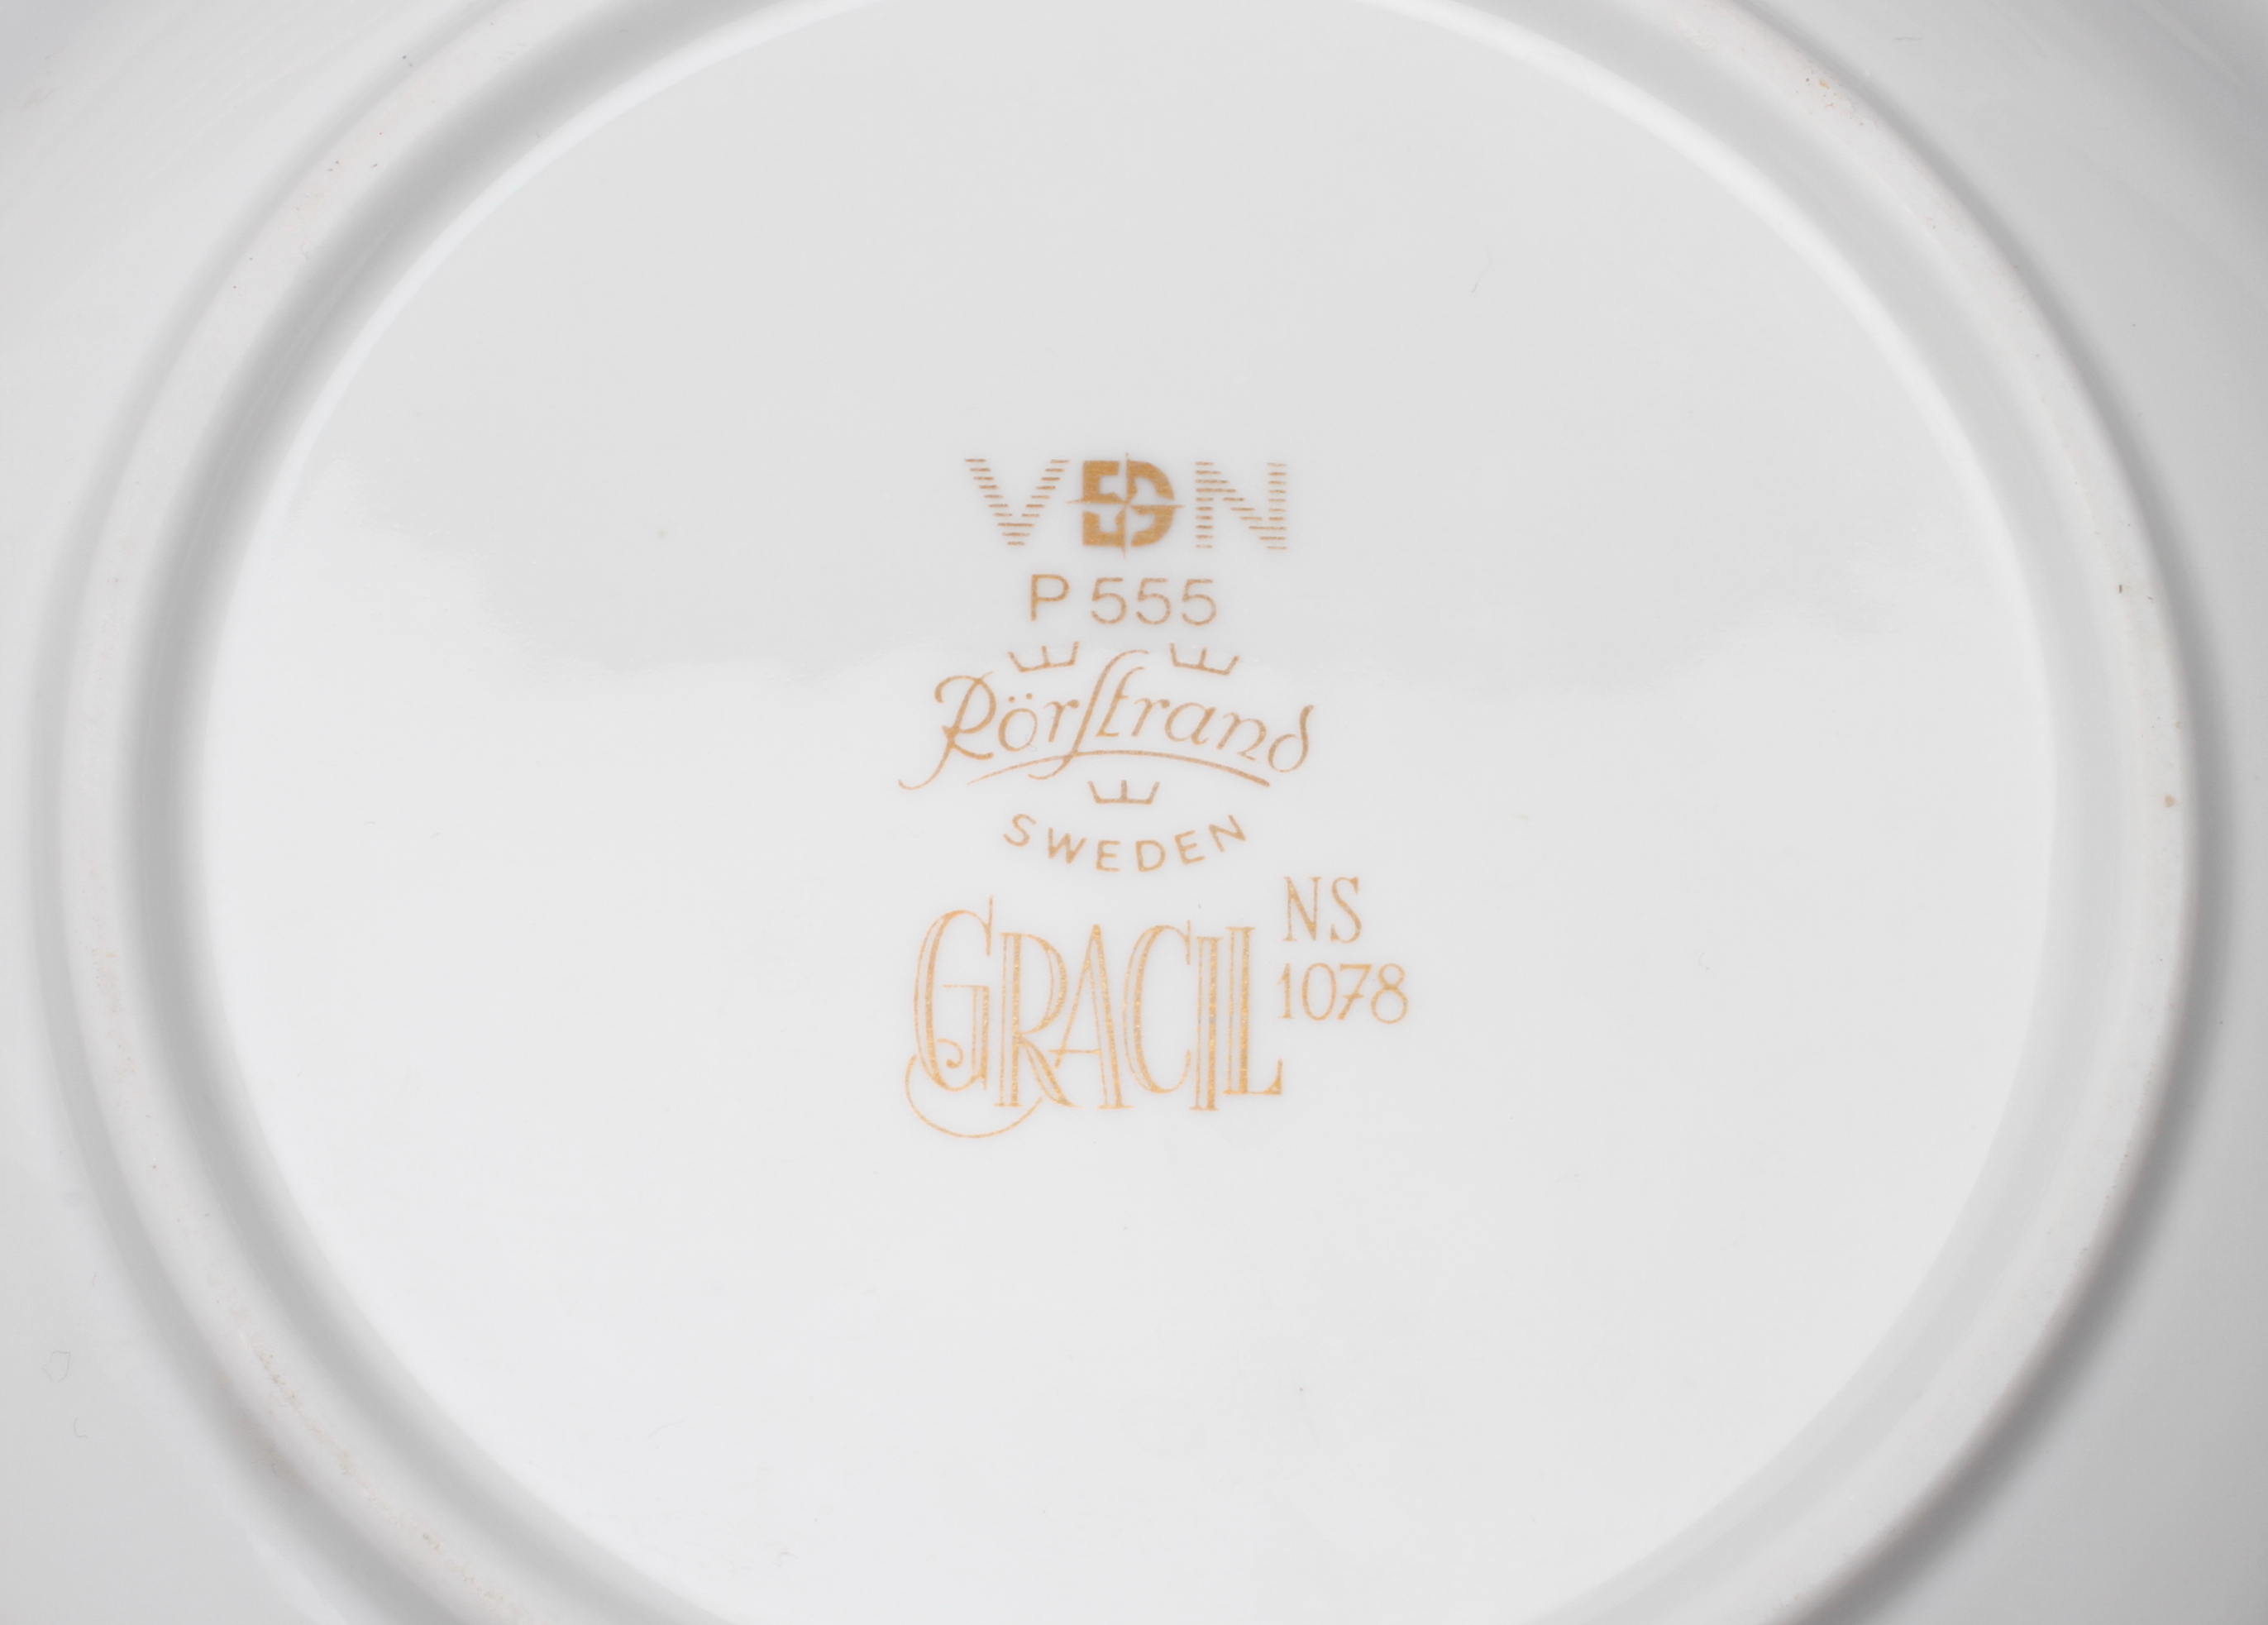 VDN
P 555
Rörstrand
SWEDEN
GRACIL
NS
1078